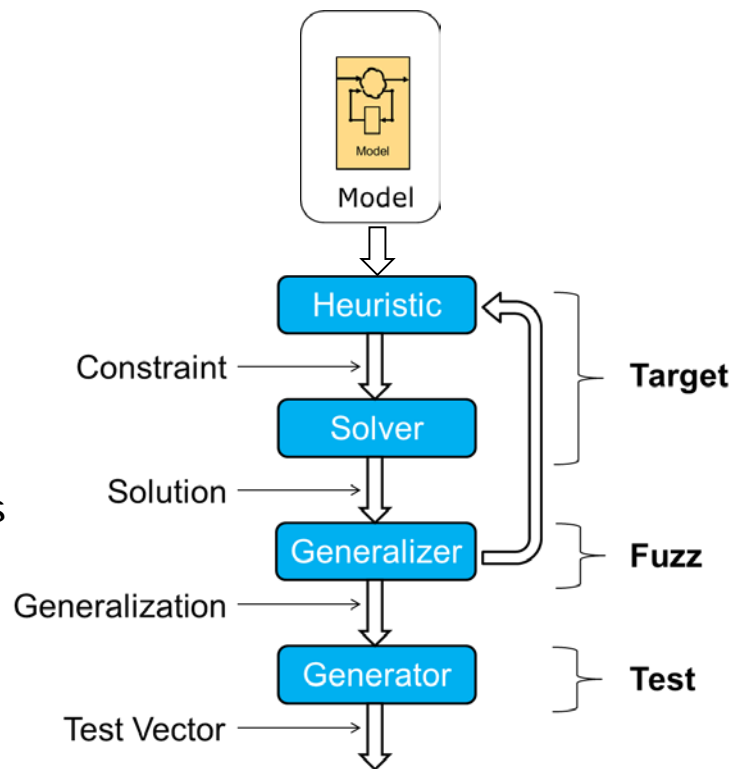 Model
Model
Heuristic
Constraint
Target
Solver
Solution
s
Generalizer
Fuzz
Generalization
Generator
Test
Test Vector